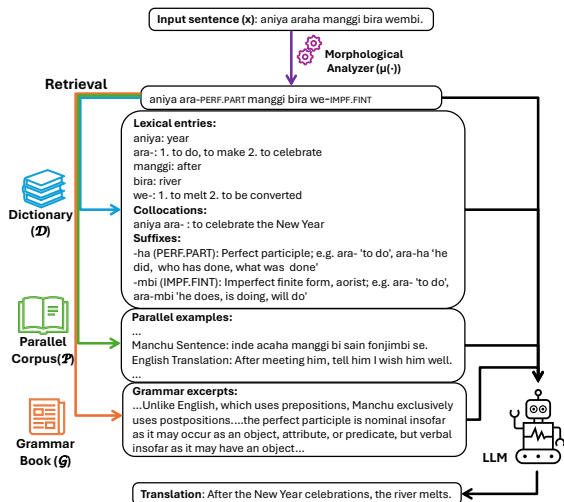 Input sentence (x): aniya araha manggi bira wembi.
Morphological
Analyzer (μ(·))
Retrieval
aniya ara-PERF.PART manggi bira we-IMPF.FINT
Lexical entries:
aniya: year
ara-: 1. to do, to make 2. to celebrate
manggi: after
bira: river
we-: 1. to melt 2. to be converted
Collocations:
aniya ara- : to celebrate the New Year
Suffixes:
-ha (PERF.PART): Perfect participle; e.g. ara- 'to do', ara-ha 'he
did, who has done, what was done'
-mbi (IMPF.FINT): Imperfect finite form, aorist; e.g. ara- 'to do',
ara-mbi 'he does, is doing, will do'
Dictionary
(𝒟)
Parallel examples:
...
Manchu Sentence: inde acaha manggi bi sain fonjimbi se.
English Translation: After meeting him, tell him I wish him well.
...
Parallel
Corpus(𝒫)
Grammar excerpts:
...Unlike English, which uses prepositions, Manchu exclusively
uses postpositions....the perfect participle is nominal insofar
as it may occur as an object, attribute, or predicate, but verbal
insofar as it may have an object...
Grammar
Book (𝒢)
LLM
Translation: After the New Year celebrations, the river melts.